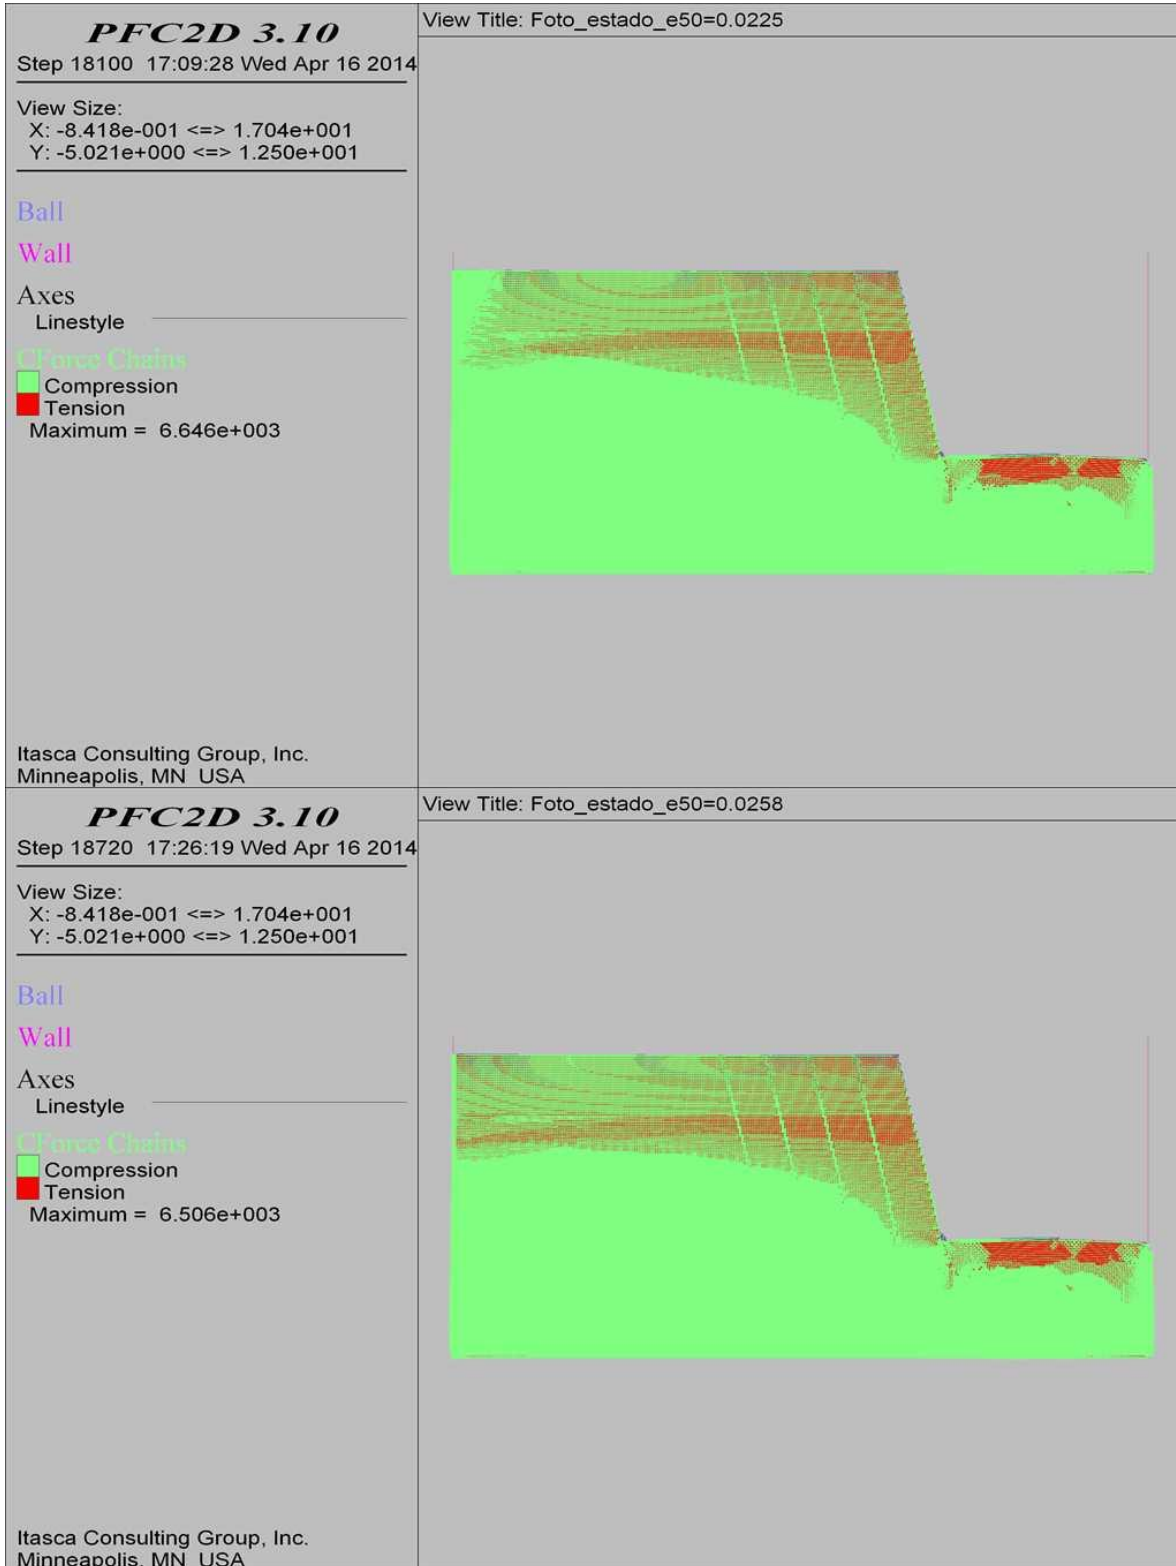 PFC2D 3.10
Step 18100 17:09:28 Wed Apr 16 2014
View Size:
X: -8.418e-001 <=> 1.704e+001
Y: -5.021e+000 <=> 1.250e+001
Ball
Wall
Axes
Linestyle
CForce Chains
Compression
Tension
Maximum = 6.646e+003
Itasca Consulting Group, Inc.
Minneapolis, MN USA
View Title: Foto_estado_e50=0.0225
PFC2D 3.10
Step 18720 17:26:19 Wed Apr 16 2014
View Size:
X: -8.418e-001 <=> 1.704e+001
Y: -5.021e+000 <=> 1.250e+001
Ball
Wall
Axes
Linestyle
CForce Chains
Compression
Tension
Maximum = 6.506e+003
Itasca Consulting Group, Inc.
Minneapolis, MN USA
View Title: Foto_estado_e50=0.0258